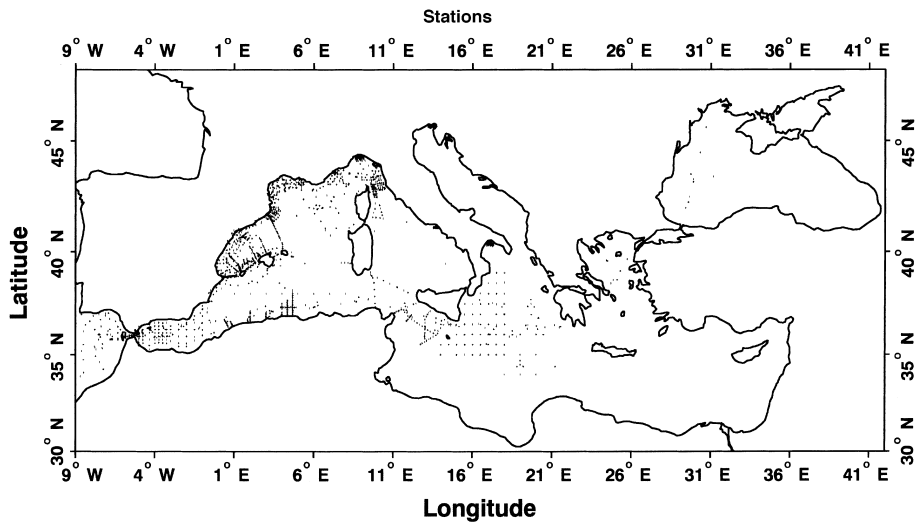 Stations
9° W 4° W 1° E 6° E 11° E 16° E 21° E 26° E 31° E 36° E 41° E
45° N 45° N
40° N 40° N
35° N 35° N
30° N 30° N
Latitude
9° W 4° W 1° E 6° E 11° E 16° E 21° E 26° E 31° E 36° E 41° E
Longitude